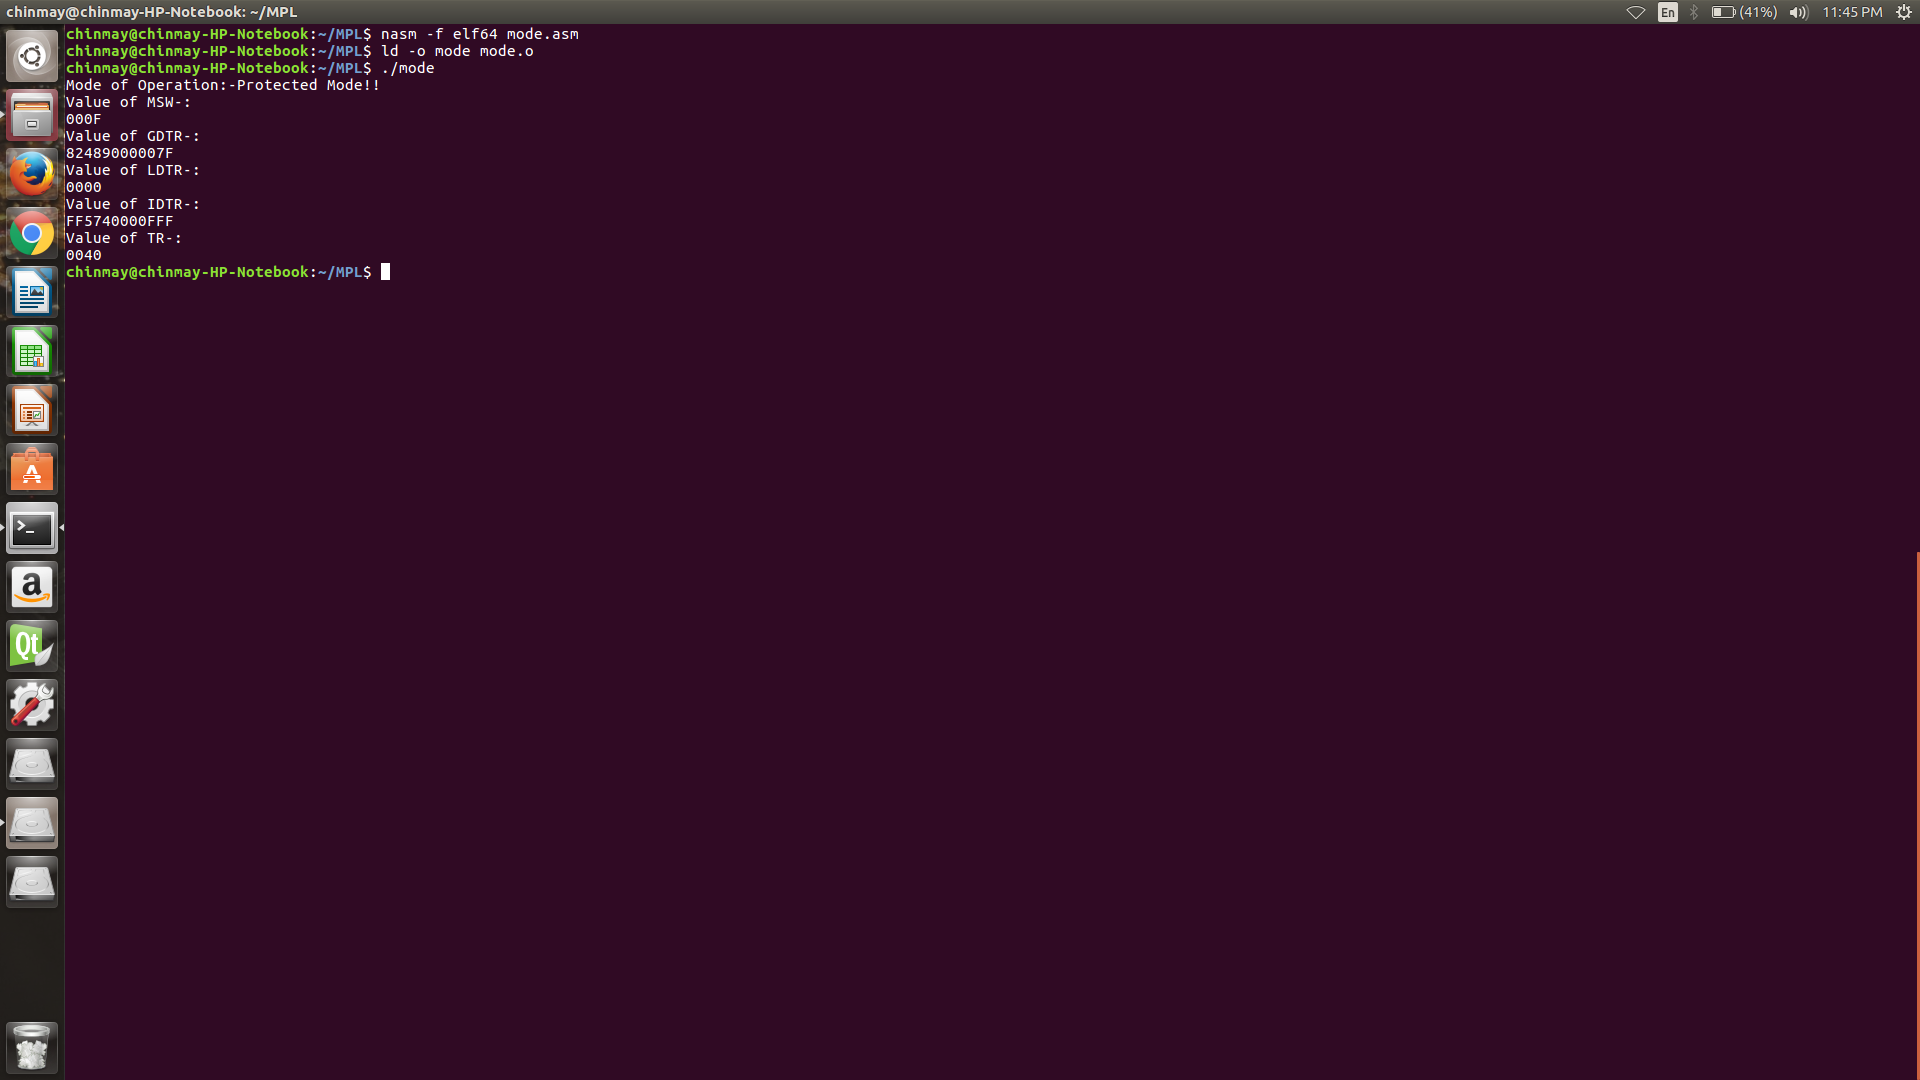 chinmay@chinmay-HP-Notebook: ~/MPL
En
(41%)
11:45 PM
chinmay@chinmay-HP-Notebook:~/MPL$ nasm -f elf64 mode.asm
chinmay@chinmay-HP-Notebook:~/MPL$ ld -o mode mode.o
chinmay@chinmay-HP-Notebook:~/MPL$ ./mode
Mode of Operation:-Protected Mode!!
Value of MSW-:
000F
Value of GDTR-:
82489000007F
Value of LDTR-:
0000
Value of IDTR-:
FF5740000FFF
Value of TR-:
0040
chinmay@chinmay-HP-Notebook:~/MPL$
A
>_
a
Qt